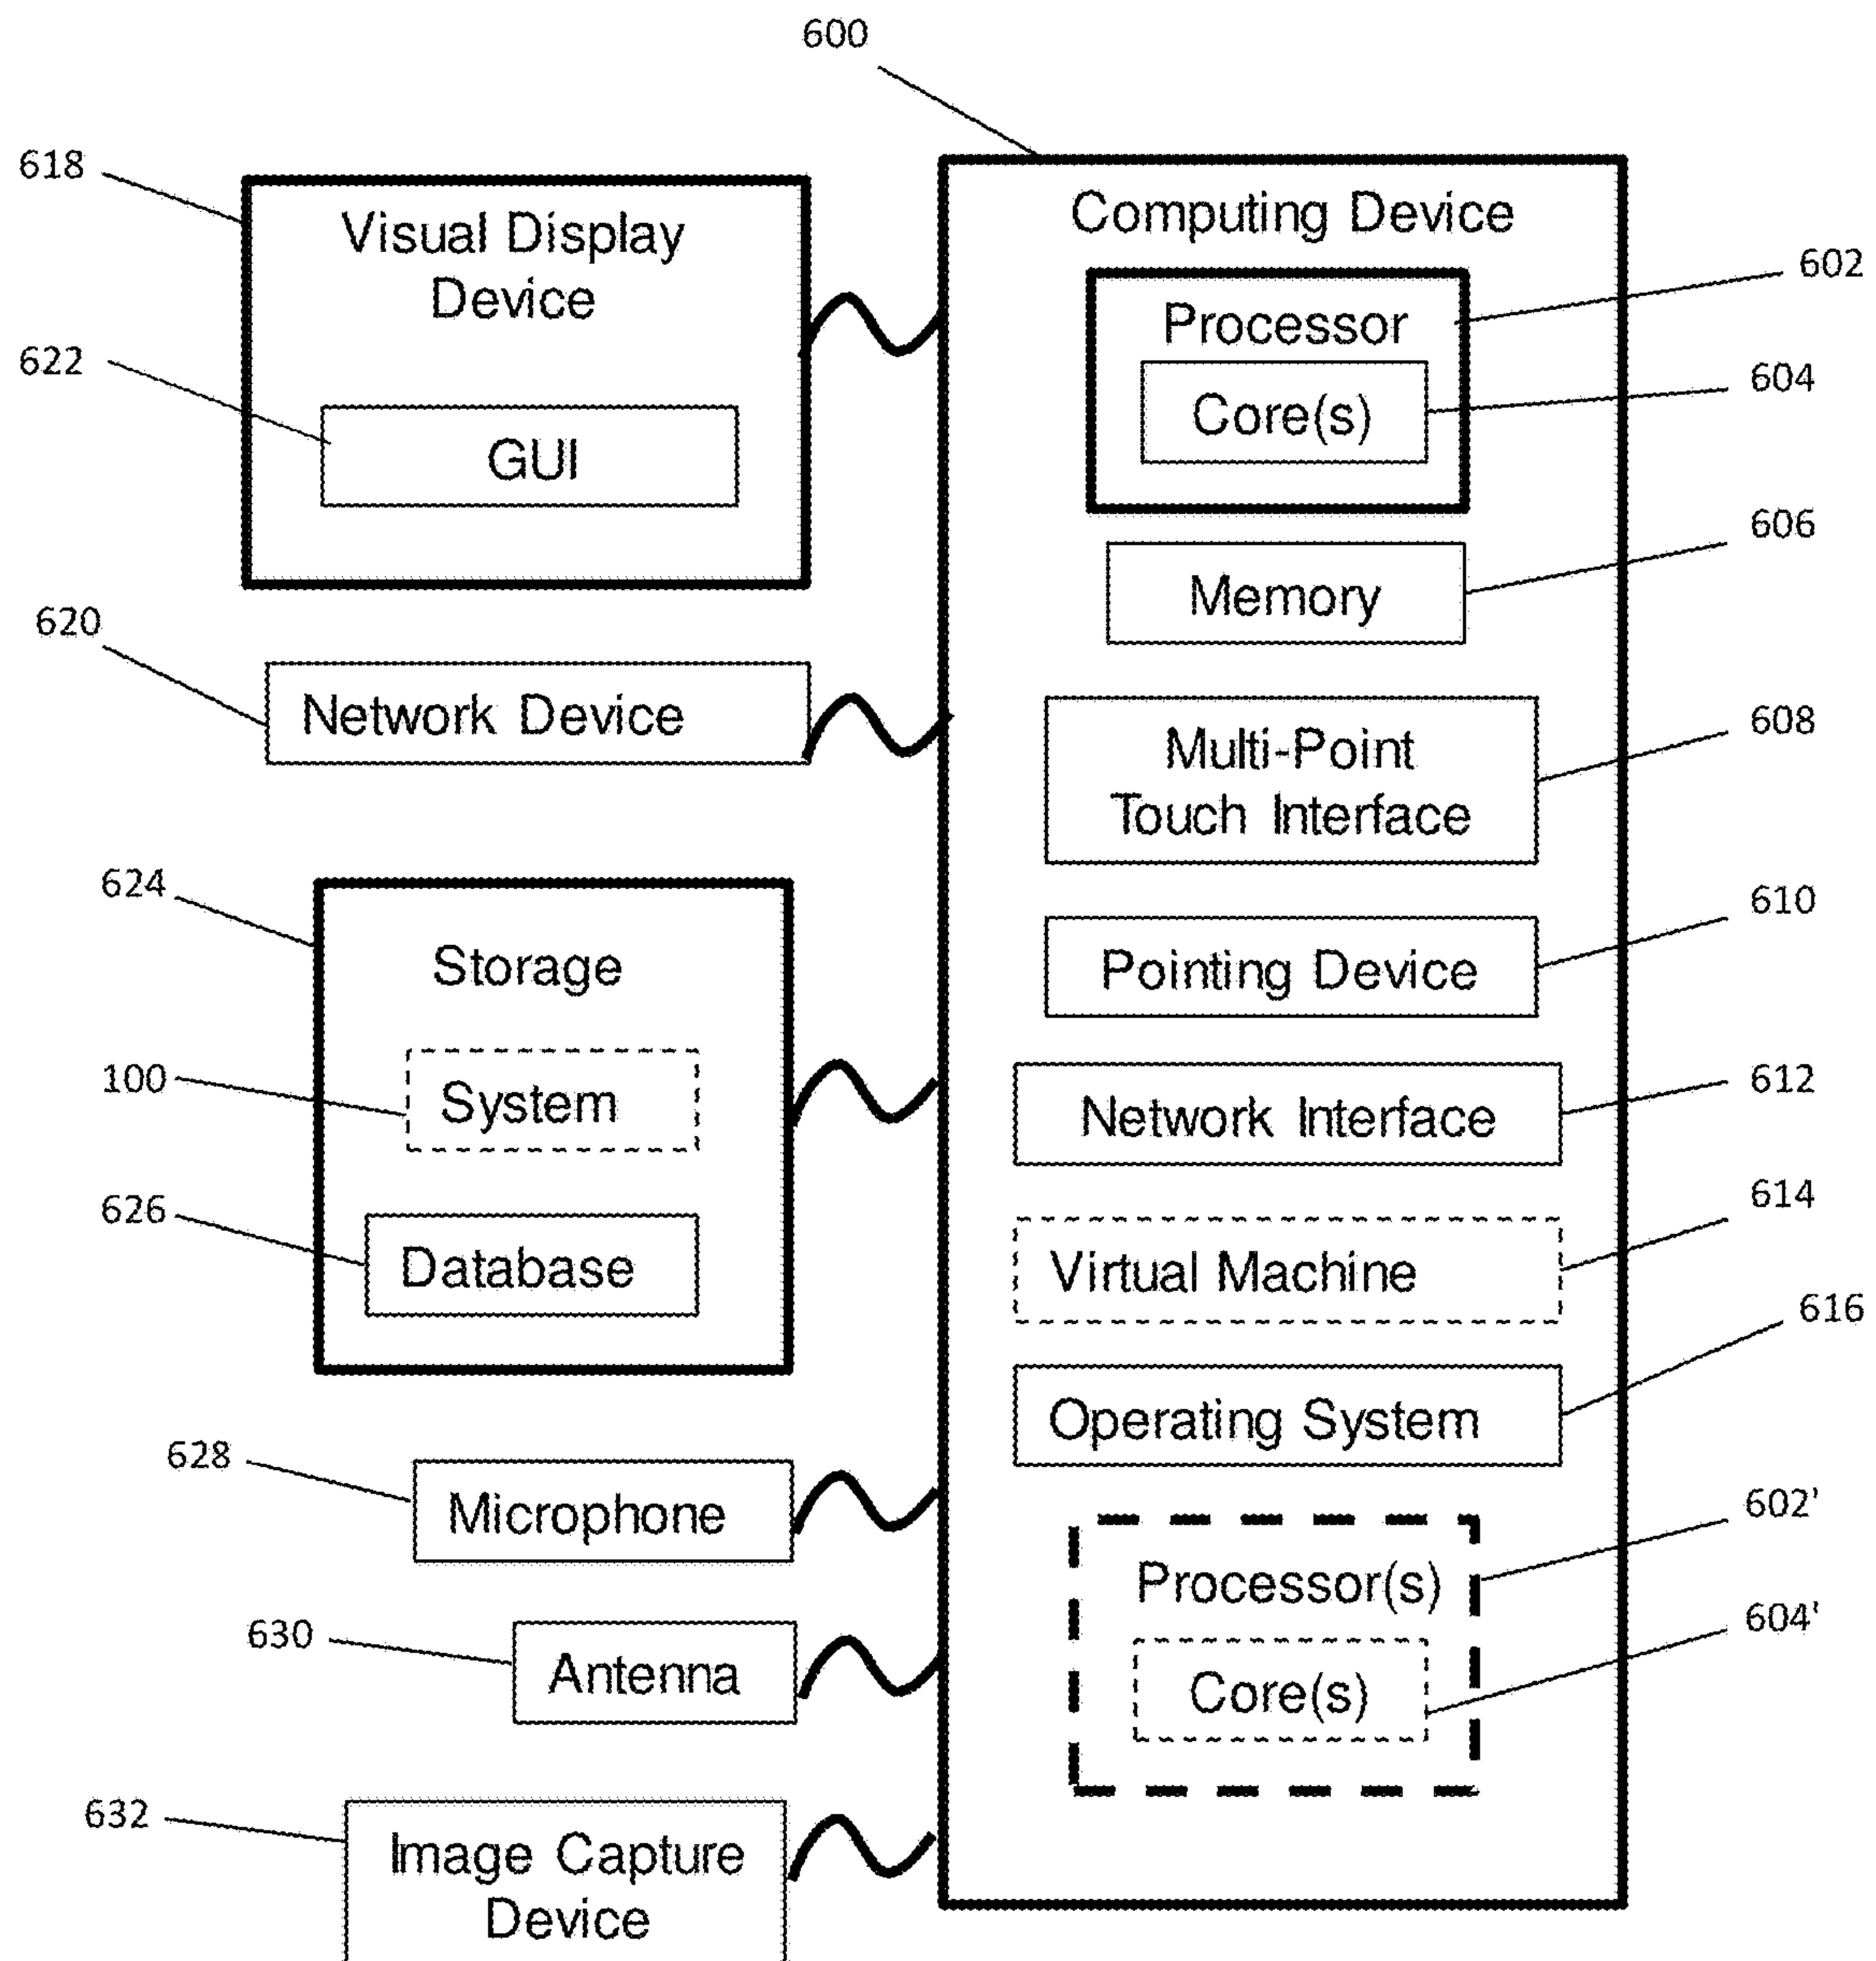 600
618
Visual Display
Device
622
GUI
620
Network Device
624
Storage
100
System
626
Database
628
Microphone
630
Antenna
632
Image Capture
Device
Computing Device
602
Processor
604
Core(s)
606
Memory
608
Multi-Point
Touch Interface
610
Pointing Device
612
Network Interface
614
Virtual Machine
616
Operating System
602'
Processor(s)
604'
Core(s)